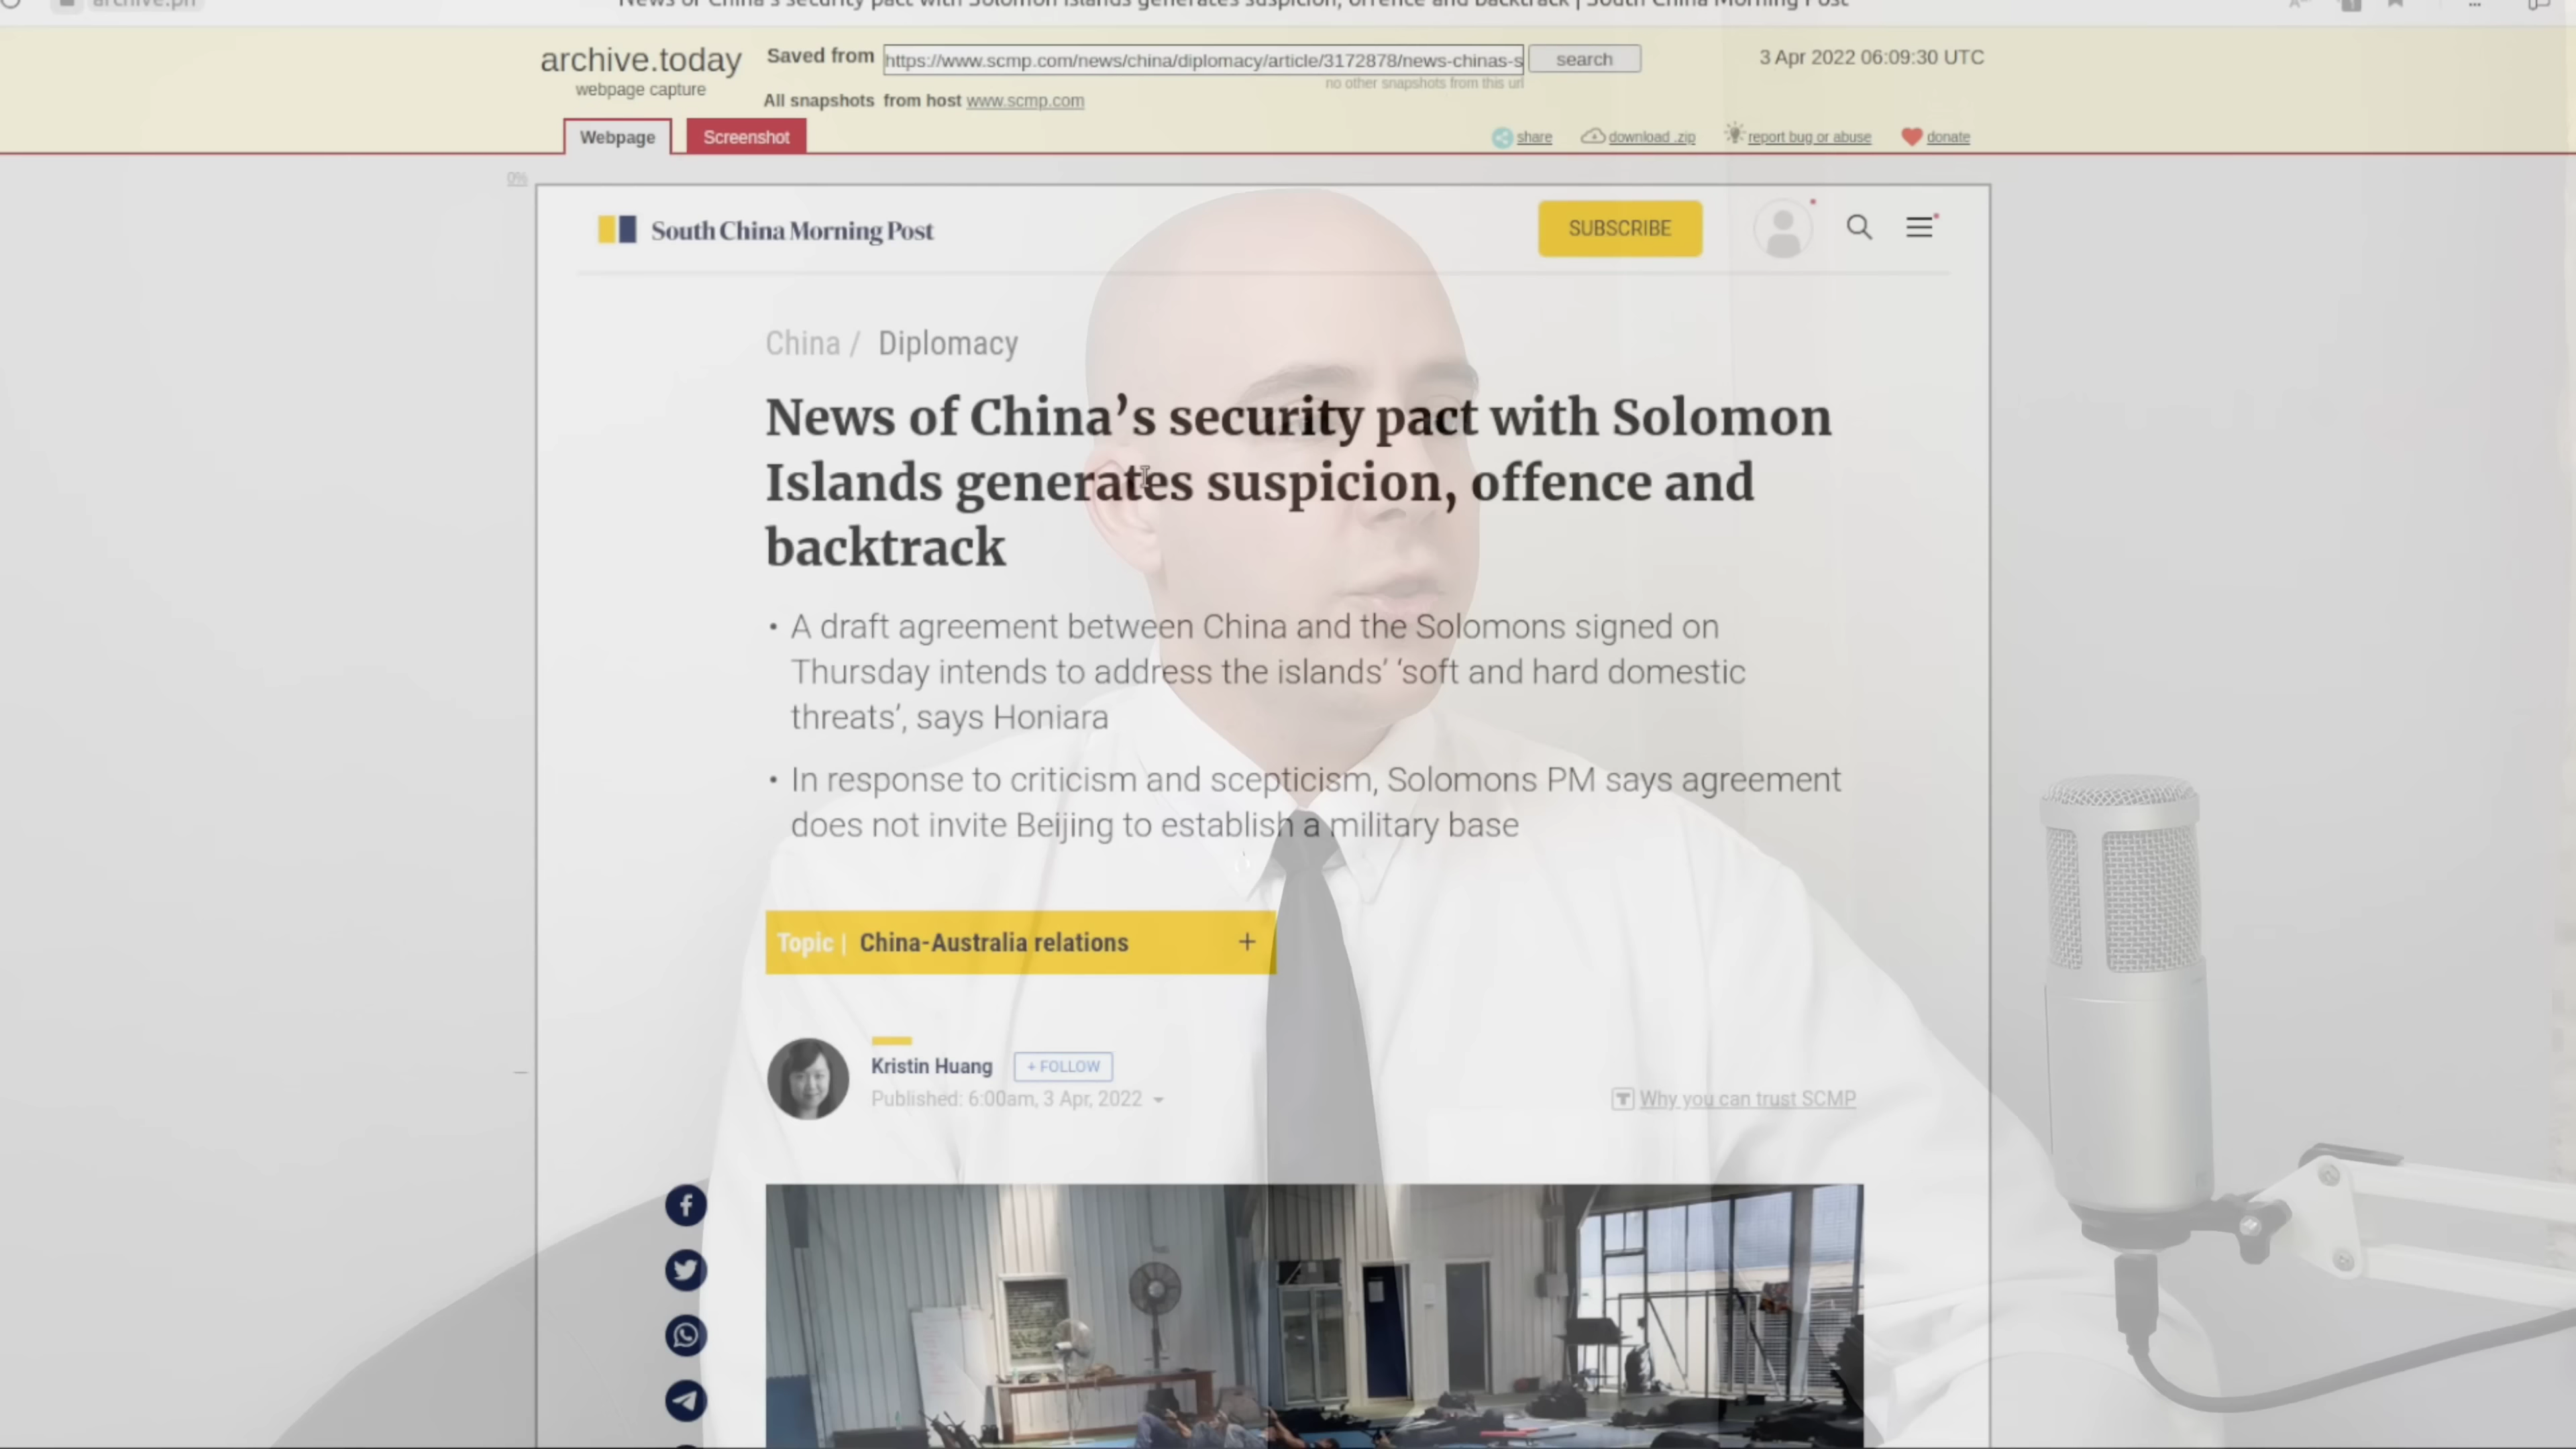 archive.ph
News of China's security pact with Solomon Islands generates suspicion, offence and backtrack | South China Morning Post
archive.today
webpage capture
Saved from https://www.scmp.com/news/china/diplomacy/article/3172878/news-chinas-s search
3 Apr 2022 06:09:30 UTC
no other snapshots from this url
All snapshots from host www.scmp.com
Webpage Screenshot
share download .zip report bug or abuse donate
0%
South China Morning Post SUBSCRIBE
China / Diplomacy
News of China’s security pact with Solomon
Islands generates suspicion, offence and
backtrack
• A draft agreement between China and the Solomons signed on
Thursday intends to address the islands’ ‘soft and hard domestic
threats’, says Honiara
• In response to criticism and scepticism, Solomons PM says agreement
does not invite Beijing to establish a military base
Topic | China-Australia relations +
Kristin Huang + FOLLOW
Published: 6:00am, 3 Apr, 2022
Why you can trust SCMP